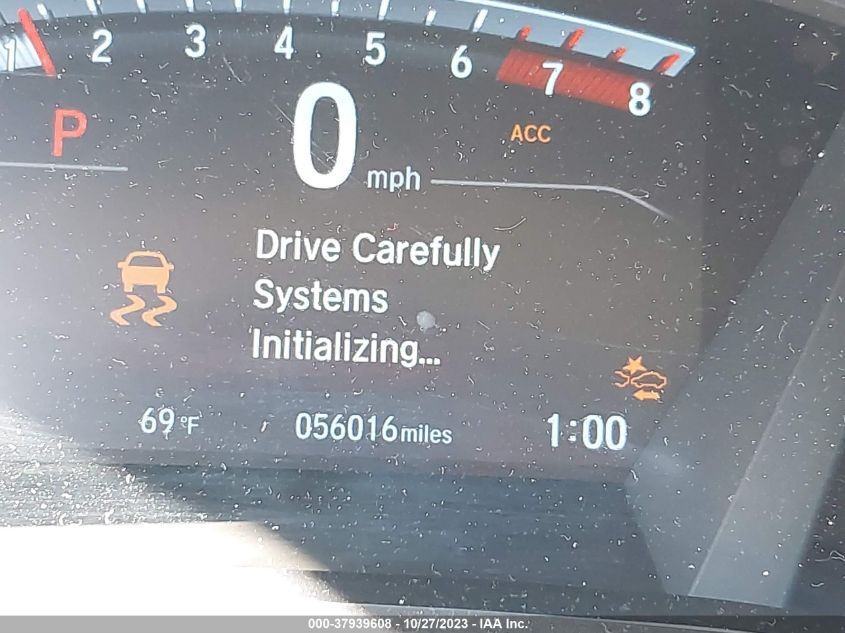 1 2 3 4 5 6 7 8
P
0 mph
ACC
Drive Carefully
Systems
Initializing...
69 °F
056016 miles
1:00
000-37939608 - 10/27/2023 - IAA Inc.